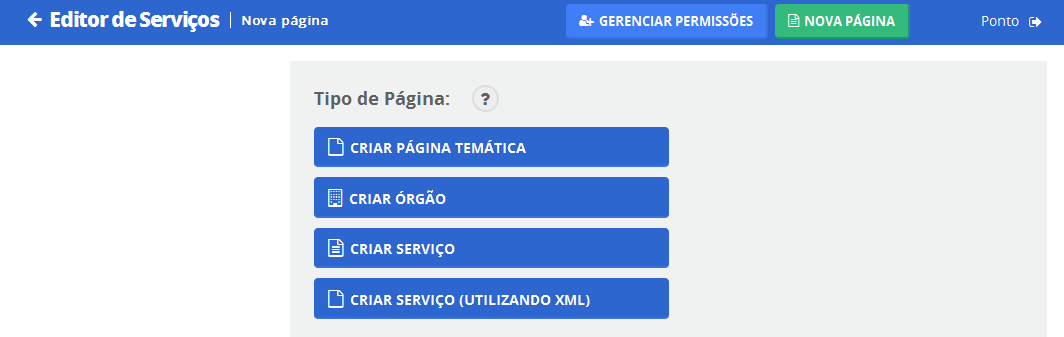 Editor de Serviços | Nova página
GERENCIAR PERMISSÕES
NOVA PÁGINA
Ponto
Tipo de Página: ?
CRIAR PÁGINA TEMÁTICA
CRIAR ÓRGÃO
CRIAR SERVIÇO
CRIAR SERVIÇO (UTILIZANDO XML)